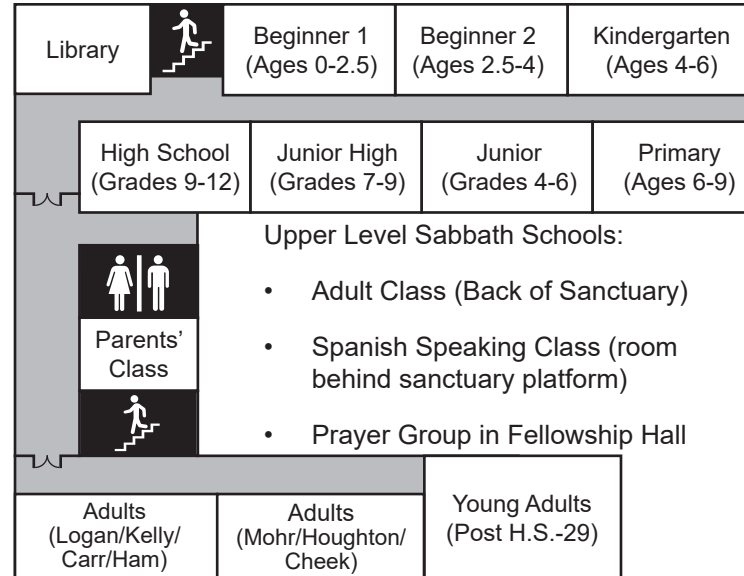 Library
Beginner 1
(Ages 0-2.5)
Beginner 2
(Ages 2.5-4)
Kindergarten
(Ages 4-6)
High School
(Grades 9-12)
Junior High
(Grades 7-9)
Junior
(Grades 4-6)
Primary
(Ages 6-9)
Upper Level Sabbath Schools:
• Adult Class (Back of Sanctuary)
• Spanish Speaking Class (room
behind sanctuary platform)
• Prayer Group in Fellowship Hall
Parents'
Class
Adults
(Logan/Kelly/
Carr/Ham)
Adults
(Mohr/Houghton/
Cheek)
Young Adults
(Post H.S.-29)